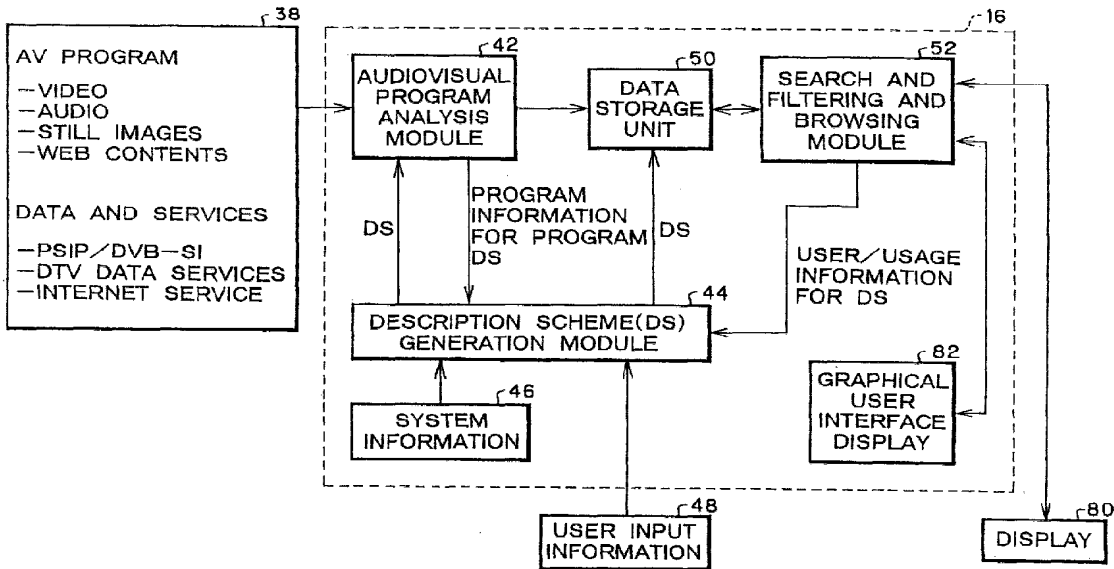 38
AV PROGRAM
-VIDEO
-AUDIO
-STILL IMAGES
-WEB CONTENTS
DATA AND SERVICES
-PSIP/DVB-SI
-DTV DATA SERVICES
-INTERNET SERVICE
16
42
AUDIOVISUAL
PROGRAM
ANALYSIS
MODULE
50
DATA
STORAGE
UNIT
52
SEARCH AND
FILTERING AND
BROWSING
MODULE
DS
PROGRAM
INFORMATION
FOR PROGRAM
DS
DS
USER/USAGE
INFORMATION
FOR DS
44
DESCRIPTION SCHEME(DS)
GENERATION MODULE
46
SYSTEM
INFORMATION
82
GRAPHICAL
USER
INTERFACE
DISPLAY
48
USER INPUT
INFORMATION
80
DISPLAY